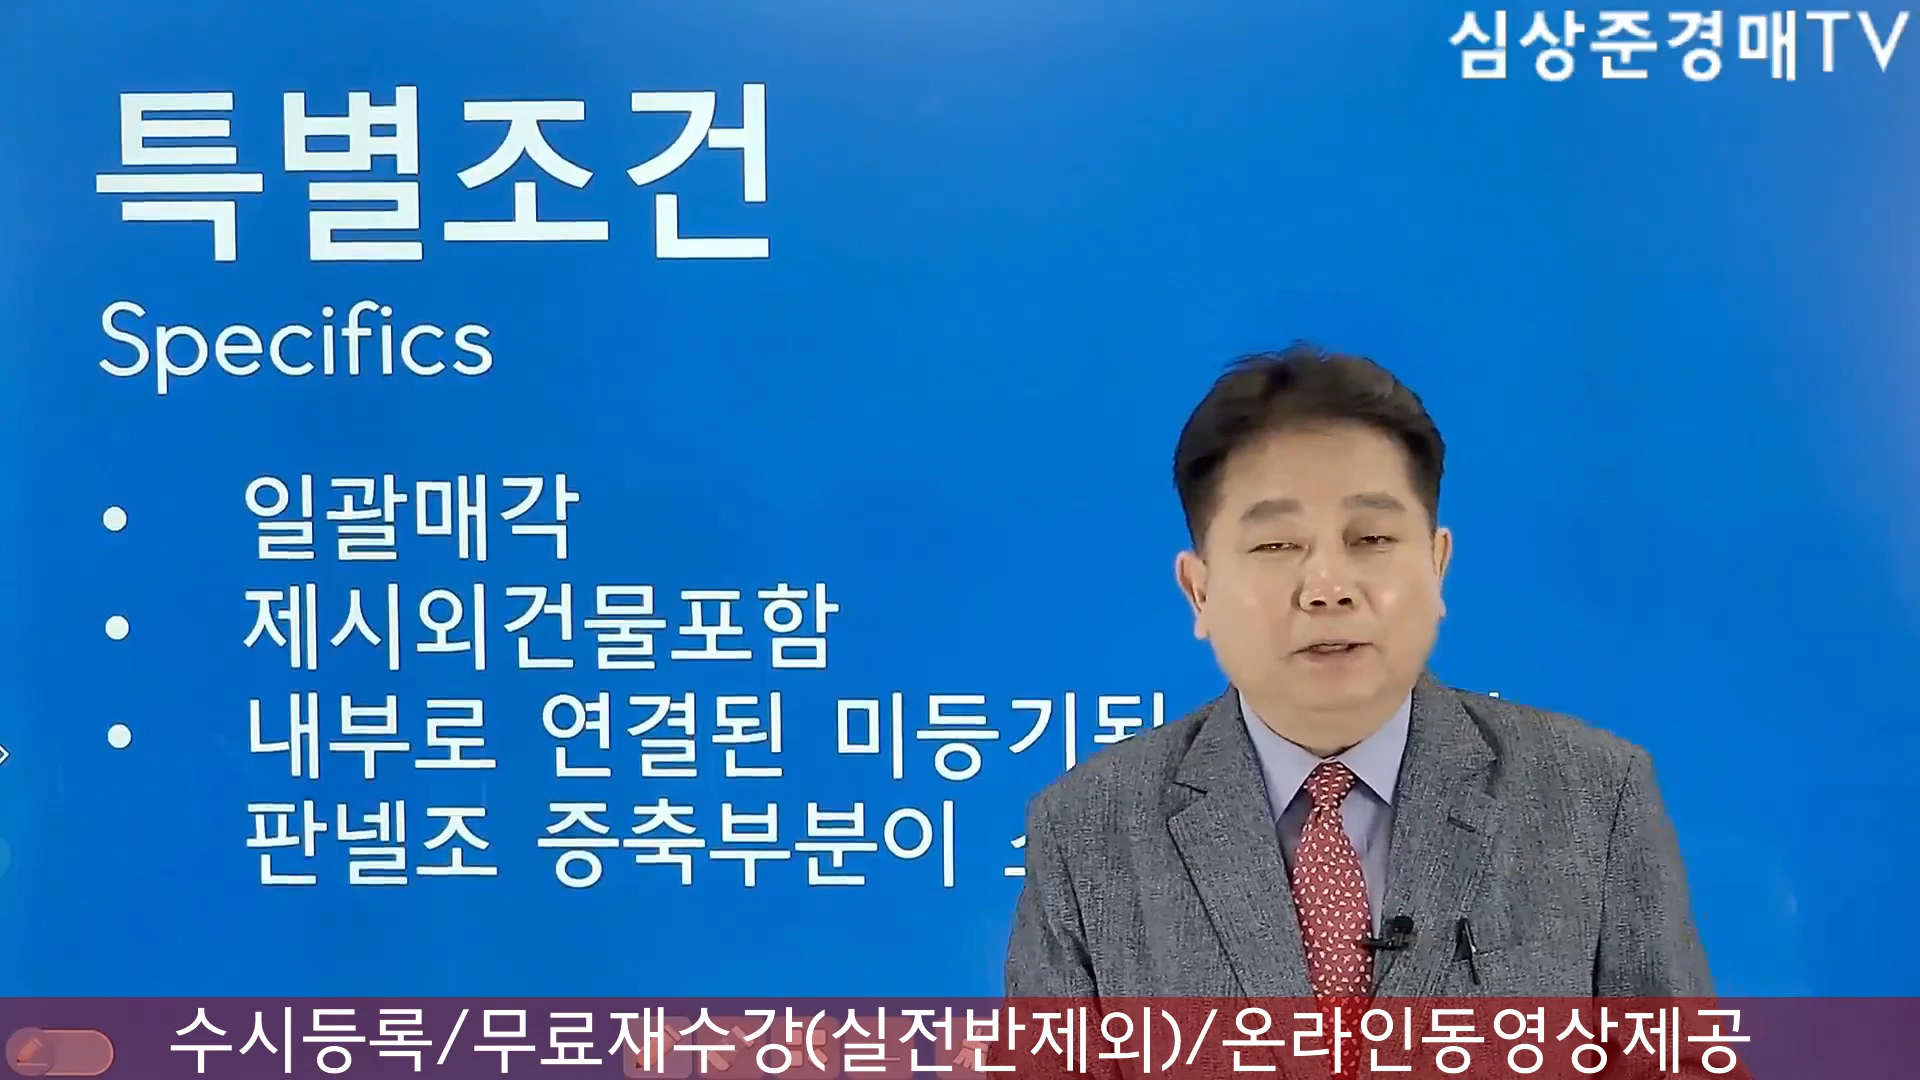 심상준경매TV
특별조건
Specifics
• 일괄매각
• 제시외건물포함
• 내부로 연결된 미등기된
판넬조 증축부분이
수시등록/무료재수강(실전반제외)/온라인동영상제공